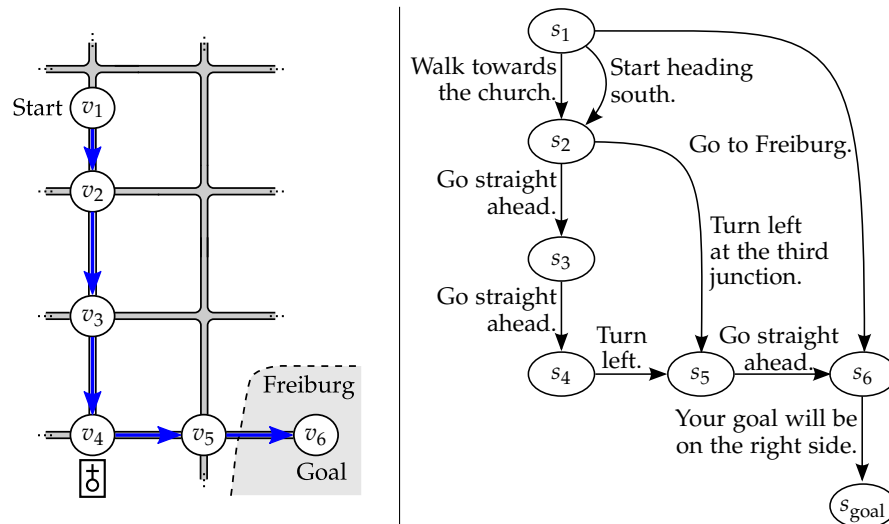 Start
v1
v2
v3
v4
v5
v6
Freiburg
Goal
s1
Walk towards
the church.
Start heading
south.
s2
Go to Freiburg.
Go straight
ahead.
Turn left
at the third
junction.
s3
Go straight
ahead.
Turn
left.
Go straight
ahead.
s4
s5
s6
Your goal will be
on the right side.
sgoal